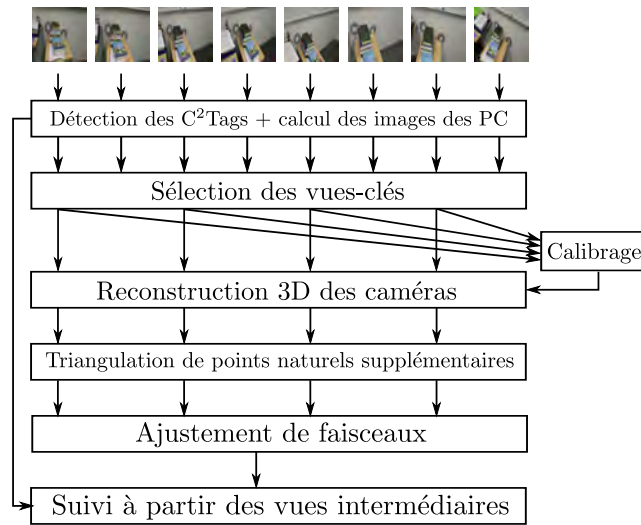 Détection des C²Tags + calcul des images des PC
Sélection des vues-clés
Calibrage
Reconstruction 3D des caméras
Triangulation de points naturels supplémentaires
Ajustement de faisceaux
Suivi à partir des vues intermédiaires